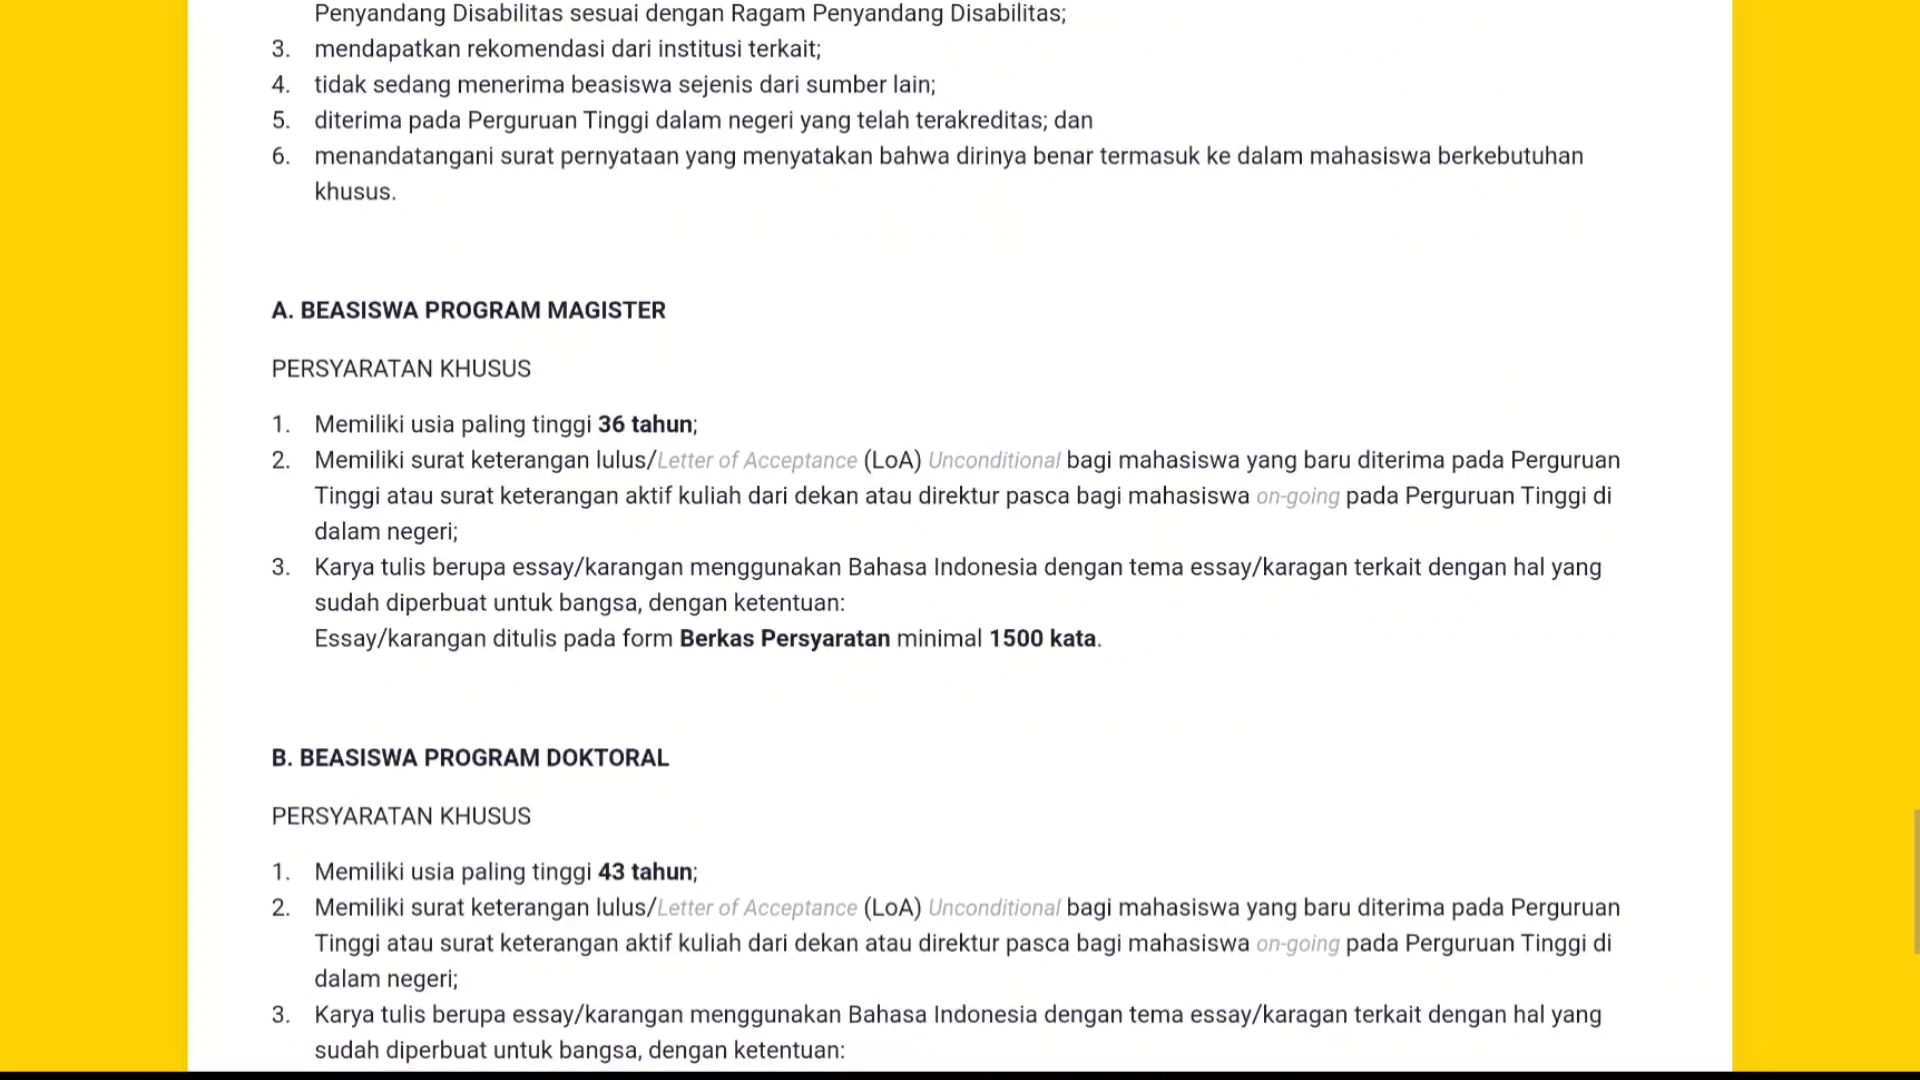 Penyandang Disabilitas sesuai dengan Ragam Penyandang Disabilitas;
3. mendapatkan rekomendasi dari institusi terkait;
4. tidak sedang menerima beasiswa sejenis dari sumber lain;
5. diterima pada Perguruan Tinggi dalam negeri yang telah terakreditas; dan
6. menandatangani surat pernyataan yang menyatakan bahwa dirinya benar termasuk ke dalam mahasiswa berkebutuhan
khusus.
A. BEASISWA PROGRAM MAGISTER
PERSYARATAN KHUSUS
1. Memiliki usia paling tinggi 36 tahun;
2. Memiliki surat keterangan lulus/Letter of Acceptance (LoA) Unconditional bagi mahasiswa yang baru diterima pada Perguruan
Tinggi atau surat keterangan aktif kuliah dari dekan atau direktur pasca bagi mahasiswa on-going pada Perguruan Tinggi di
dalam negeri;
3. Karya tulis berupa essay/karangan menggunakan Bahasa Indonesia dengan tema essay/karagan terkait dengan hal yang
sudah diperbuat untuk bangsa, dengan ketentuan:
Essay/karangan ditulis pada form Berkas Persyaratan minimal 1500 kata.
B. BEASISWA PROGRAM DOKTORAL
PERSYARATAN KHUSUS
1. Memiliki usia paling tinggi 43 tahun;
2. Memiliki surat keterangan lulus/Letter of Acceptance (LoA) Unconditional bagi mahasiswa yang baru diterima pada Perguruan
Tinggi atau surat keterangan aktif kuliah dari dekan atau direktur pasca bagi mahasiswa on-going pada Perguruan Tinggi di
dalam negeri;
3. Karya tulis berupa essay/karangan menggunakan Bahasa Indonesia dengan tema essay/karagan terkait dengan hal yang
sudah diperbuat untuk bangsa, dengan ketentuan: